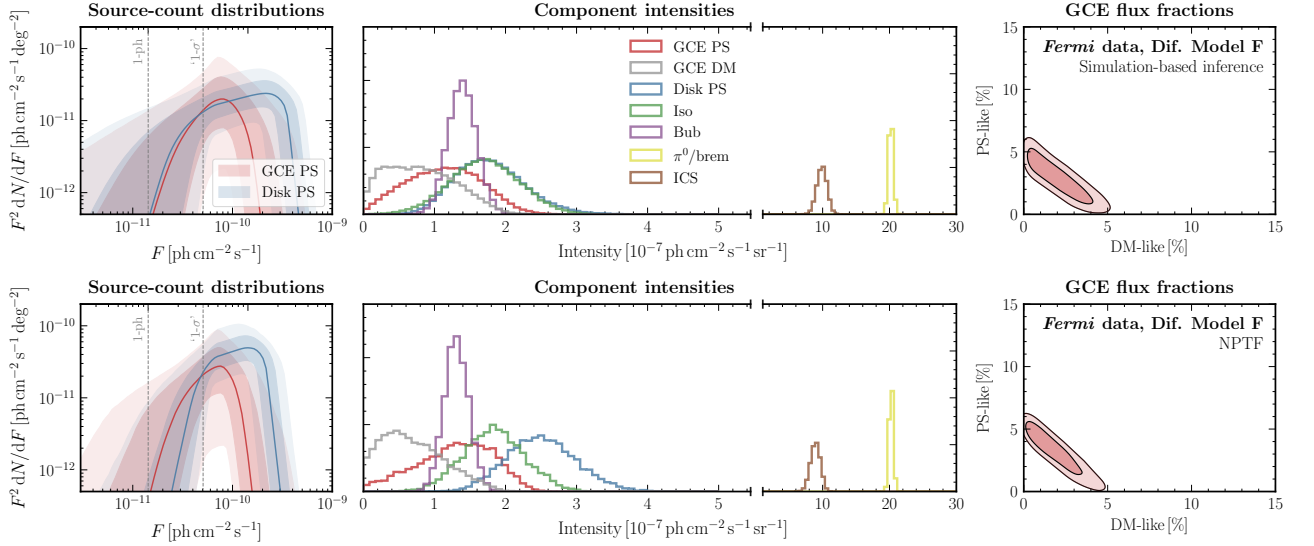 Source-count distributions
F² dN/dF [ph cm⁻² s⁻¹ deg⁻²]
10⁻¹⁰
10⁻¹¹
10⁻¹²
1-ph
‘1-σ’
GCE PS
Disk PS
10⁻¹¹ 10⁻¹⁰ 10⁻⁹
F [ph cm⁻² s⁻¹]
Component intensities
GCE PS
GCE DM
Disk PS
Iso
Bub
π⁰/brem
ICS
0 1 2 3 4 5 10 20 30
Intensity [10⁻⁷ ph cm⁻² s⁻¹ sr⁻¹]
GCE flux fractions
Fermi data, Dif. Model F
Simulation-based inference
PS-like [%]
15
10
5
0
0 5 10 15
DM-like [%]
Source-count distributions
F² dN/dF [ph cm⁻² s⁻¹ deg⁻²]
10⁻¹⁰
10⁻¹¹
10⁻¹²
1-ph
‘1-σ’
10⁻¹¹ 10⁻¹⁰ 10⁻⁹
F [ph cm⁻² s⁻¹]
Component intensities
0 1 2 3 4 5 10 20 30
Intensity [10⁻⁷ ph cm⁻² s⁻¹ sr⁻¹]
GCE flux fractions
Fermi data, Dif. Model F
NPTF
PS-like [%]
15
10
5
0
0 5 10 15
DM-like [%]